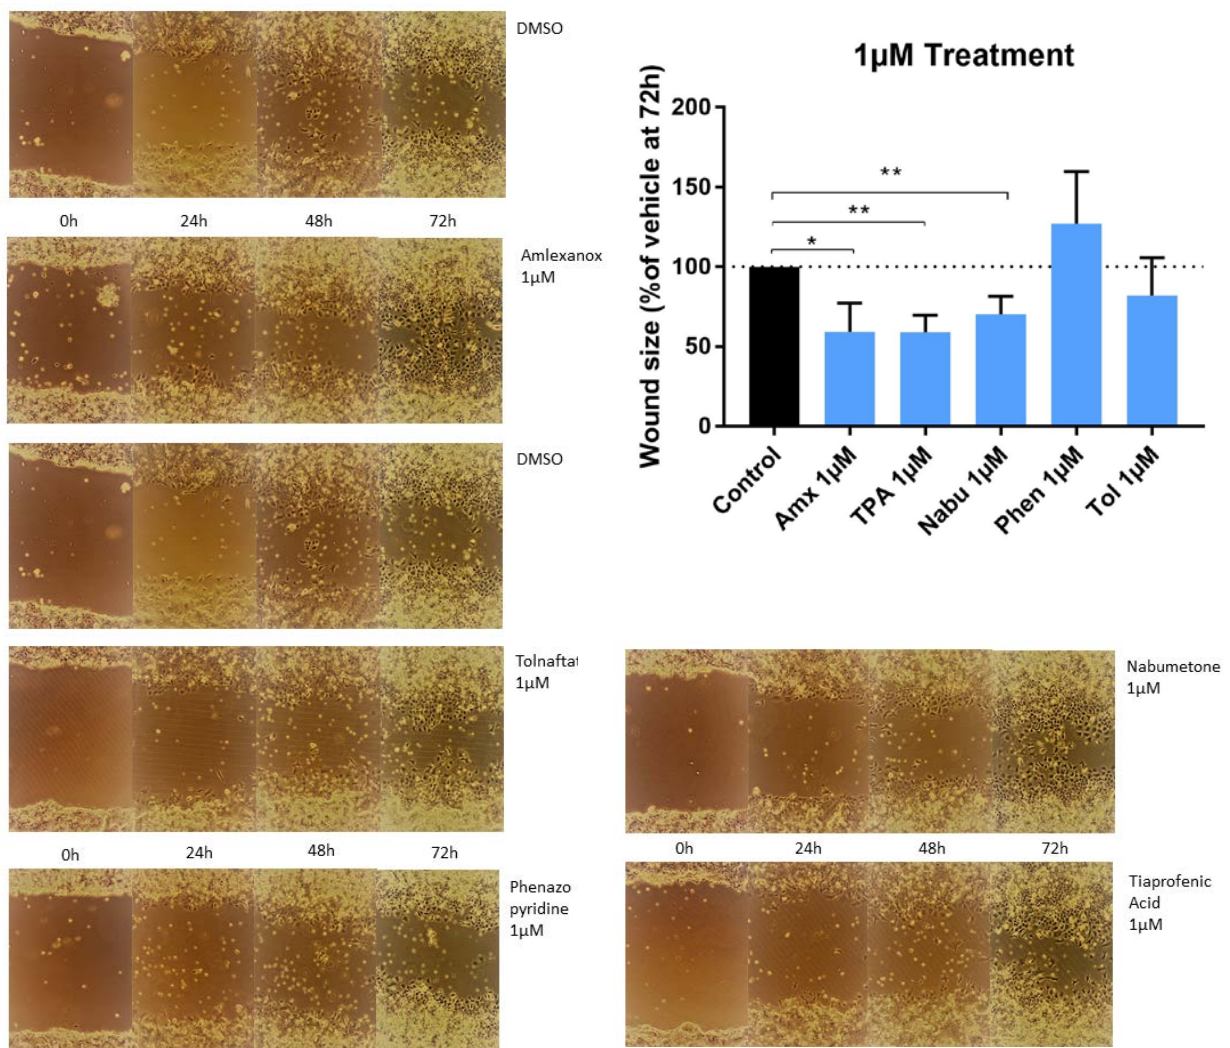 DMSO
0h 24h 48h 72h
Amlexanox
1µM
DMSO
Tolnaftat
1µM
0h 24h 48h 72h
Phenazo
pyridine
1µM
1µM Treatment
Wound size (%of vehicle at 72h)
200
150
100
50
0
**
**
*
Control
Amx 1µM
TPA 1µM
Nabu 1µM
Phen 1µM
Tol 1µM
Nabumetone
1µM
0h 24h 48h 72h
Tiaprofenic
Acid
1µM